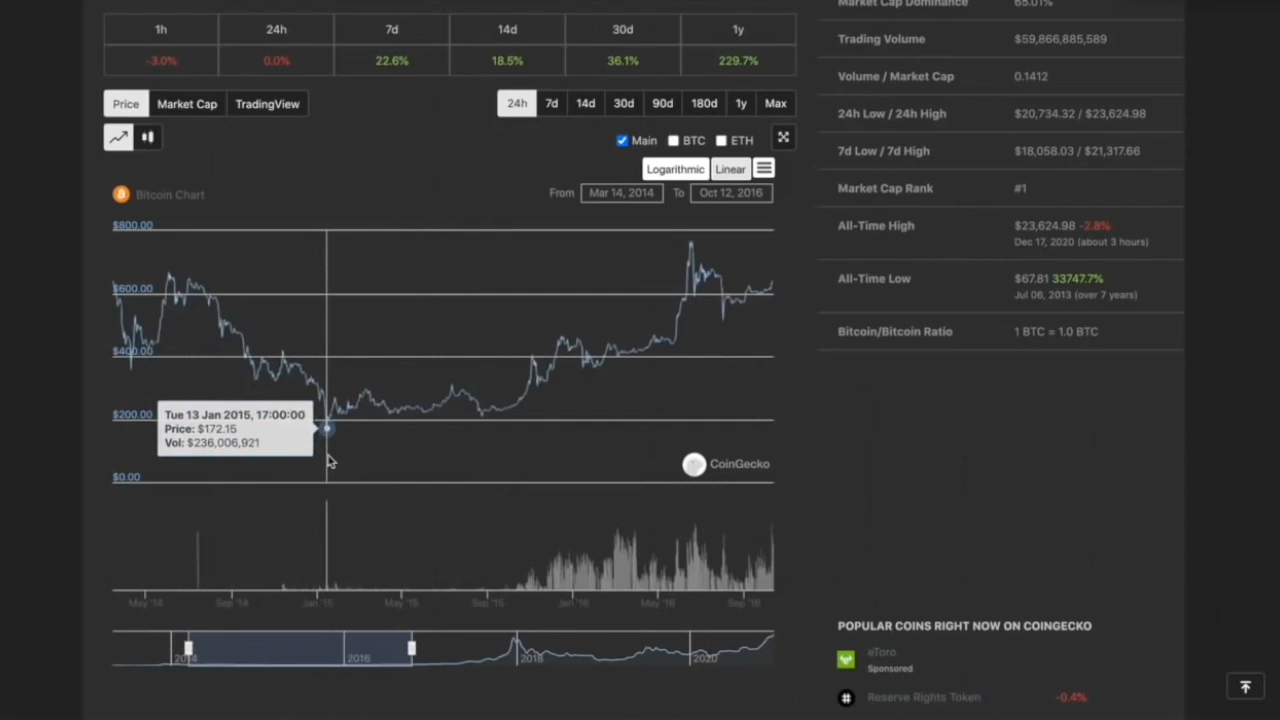 1h 24h 7d 14d 30d 1y
-3.0% 0.0% 22.6% 18.5% 36.1% 229.7%
Price Market Cap TradingView
24h 7d 14d 30d 90d 180d 1y Max
Main BTC ETH
Logarithmic Linear
Bitcoin Chart
From Mar 14, 2014 To Oct 12, 2016
$800.00
$600.00
$400.00
$200.00
$0.00
Tue 13 Jan 2015, 17:00:00
Price: $172.15
Vol: $236,006,921
CoinGecko
May '14 Sep '14 Jan '15 May '15 Sep '15 Jan '16 May '16 Sep '16
2014 2016 2018 2020
Market Cap Dominance 65.01%
Trading Volume $59,866,885,589
Volume / Market Cap 0.1412
24h Low / 24h High $20,734.32 / $23,624.98
7d Low / 7d High $18,058.03 / $21,317.66
Market Cap Rank #1
All-Time High $23,624.98 -2.8%
Dec 17, 2020 (about 3 hours)
All-Time Low $67.81 33747.7%
Jul 06, 2013 (over 7 years)
Bitcoin/Bitcoin Ratio 1 BTC = 1.0 BTC
POPULAR COINS RIGHT NOW ON COINGECKO
eToro
Sponsored
Reserve Rights Token -0.4%